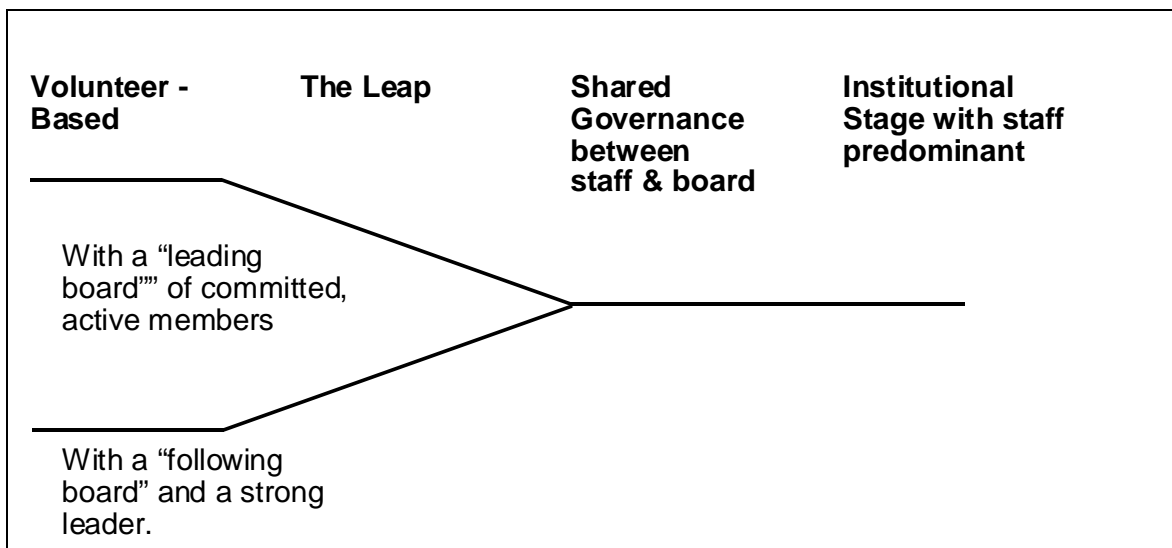 Volunteer -
Based
The Leap
Shared
Governance
between
staff & board
Institutional
Stage with staff
predominant
With a “leading
board”” of committed,
active members
With a “following
board” and a strong
leader.